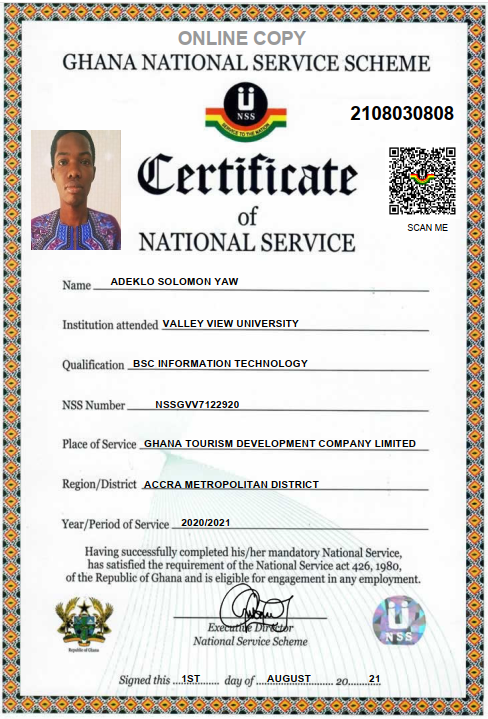 ONLINE COPY
GHANA NATIONAL SERVICE SCHEME
NSS
SERVICE TO THE NATION
2108030808
Certificate
of
NATIONAL SERVICE
SCAN ME
Name ADEKLO SOLOMON YAW
Institution attended VALLEY VIEW UNIVERSITY
Qualification BSC INFORMATION TECHNOLOGY
NSS Number NSSGVV7122920
Place of Service GHANA TOURISM DEVELOPMENT COMPANY LIMITED
Region/District ACCRA METROPOLITAN DISTRICT
Year/Period of Service 2020/2021
Having successfully completed his/her mandatory National Service,
has satisfied the requirement of the National Service act 426, 1980,
of the Republic of Ghana and is eligible for engagement in any employment.
Executive Director
National Service Scheme
Republic of Ghana
NSS
Signed this ....1ST......... day of ....AUGUST ........ 20.......21